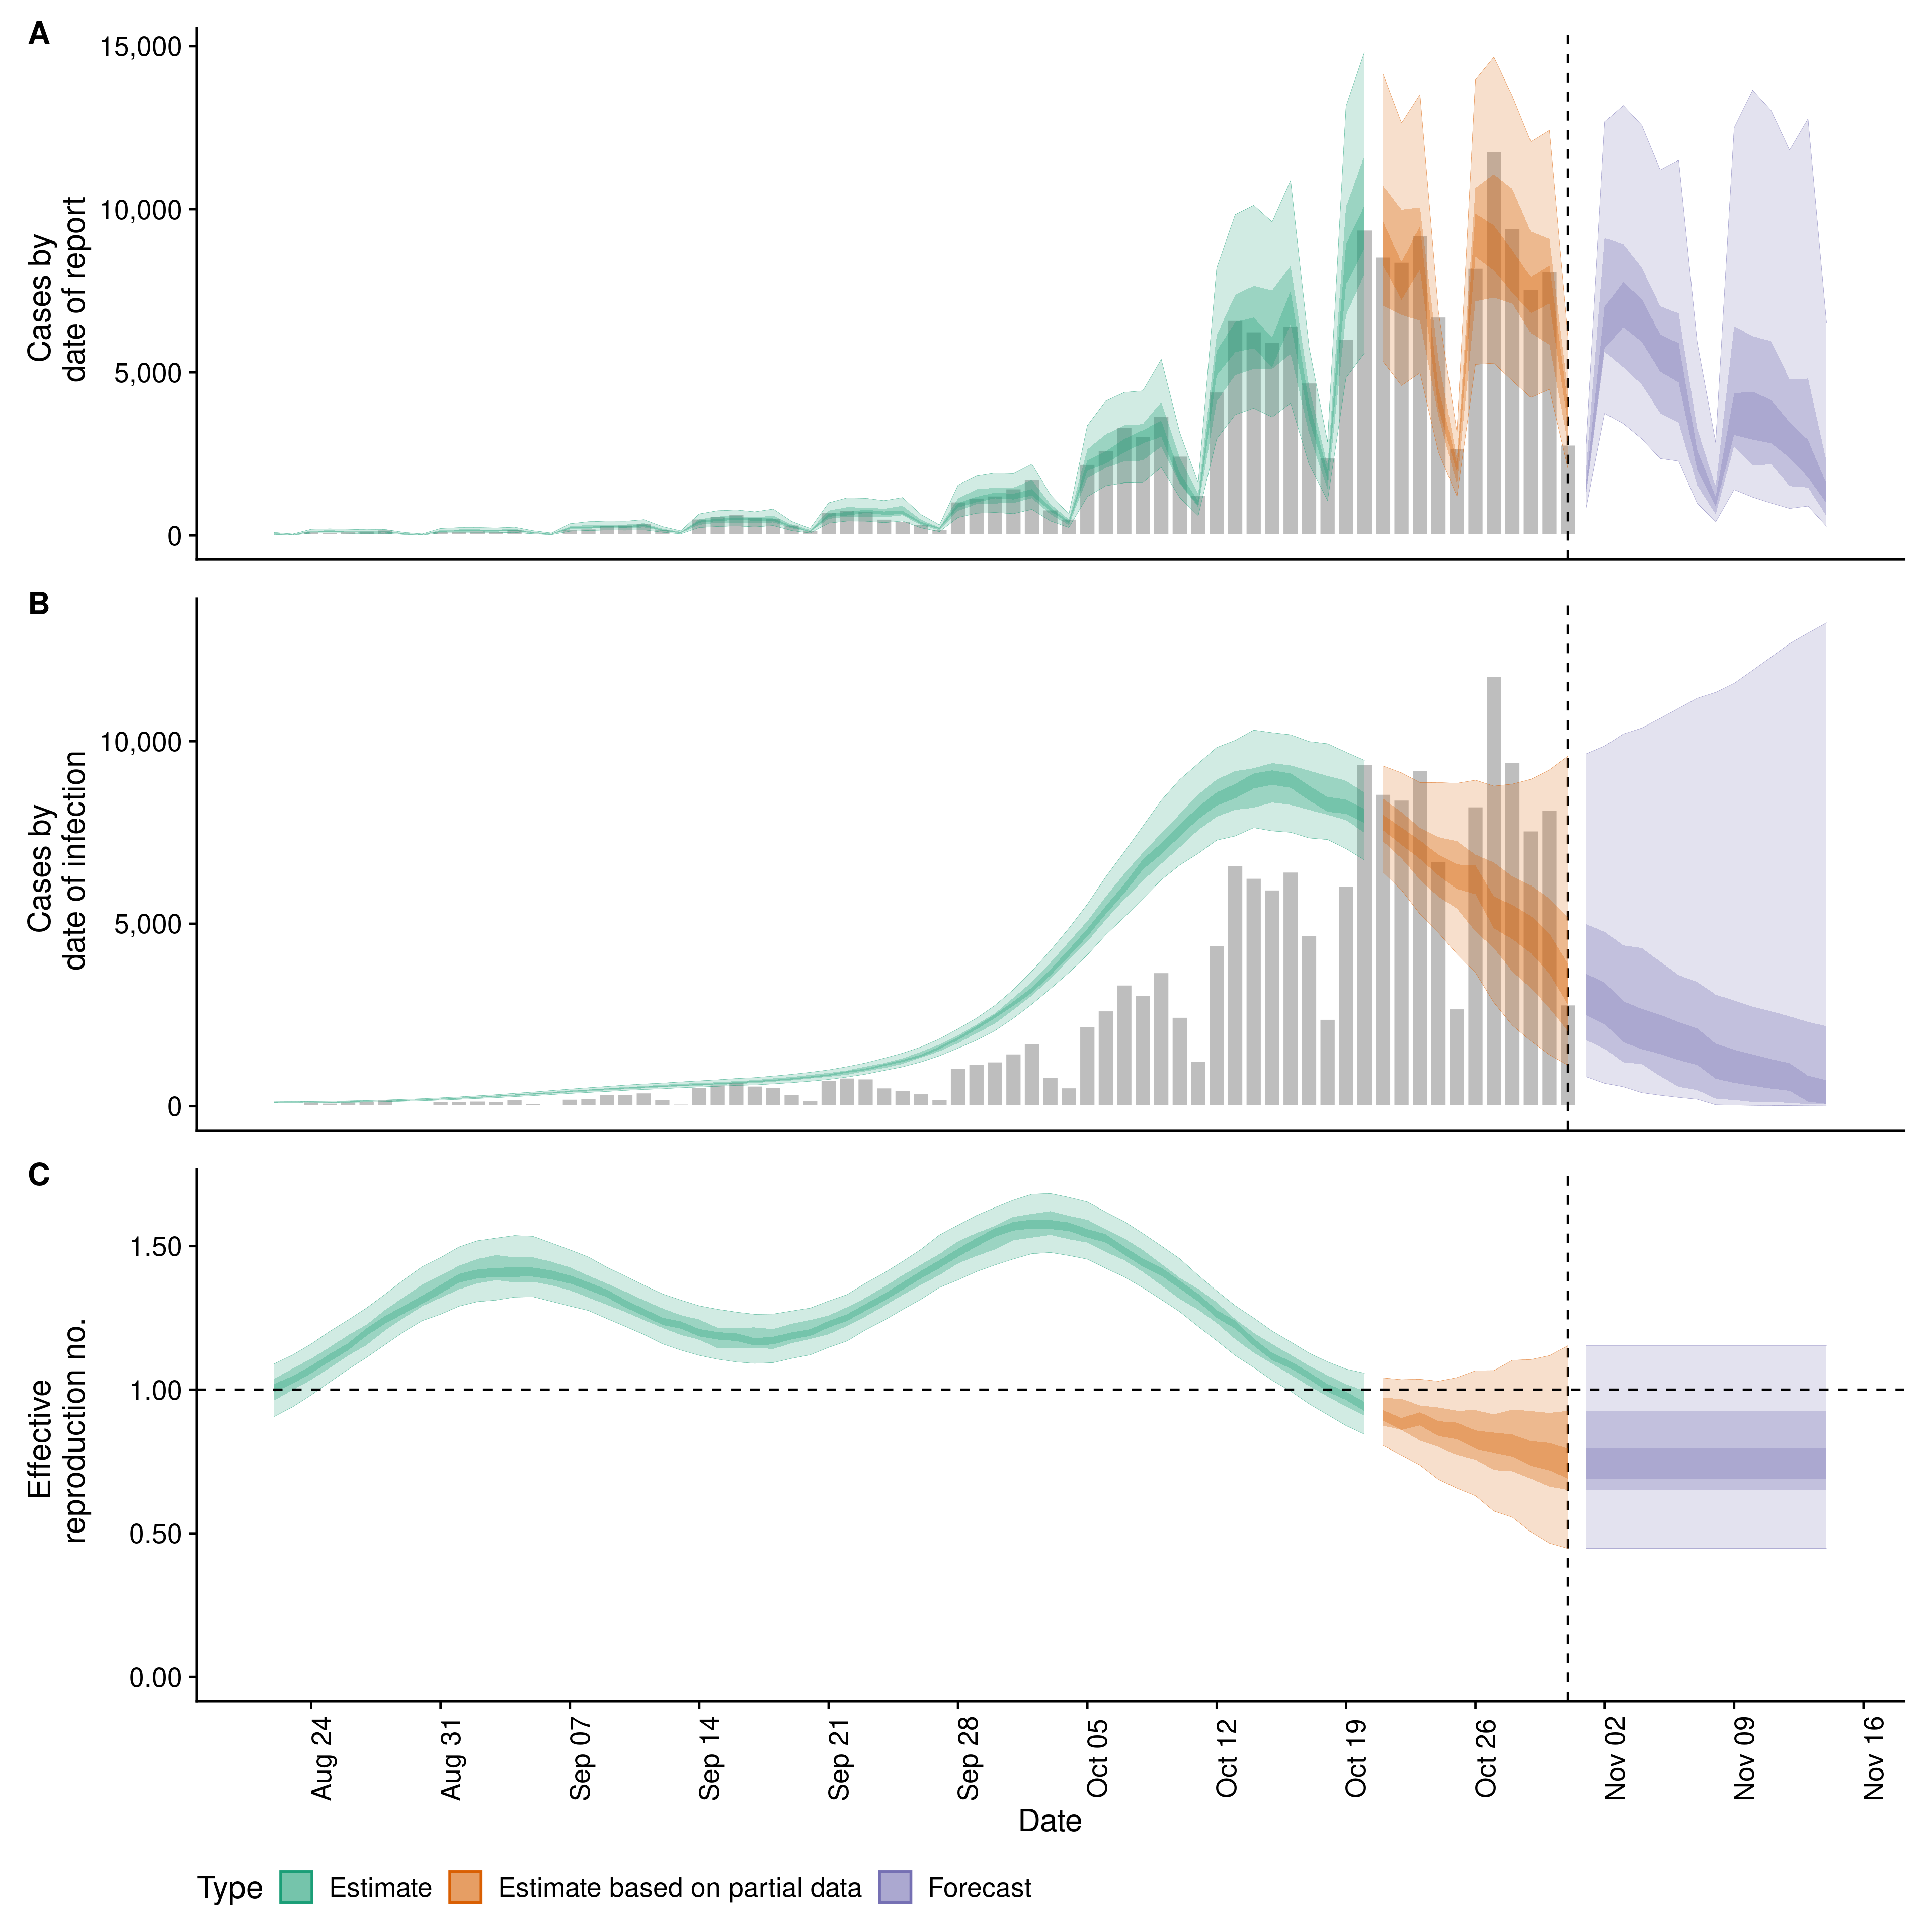 A
15,000
10,000
5,000
0
Cases by
date of report
B
10,000
5,000
0
Cases by
date of infection
C
1.50
1.00
0.50
0.00
Effective
reproduction no.
Aug 24
Aug 31
Sep 07
Sep 14
Sep 21
Sep 28
Oct 05
Oct 12
Oct 19
Oct 26
Nov 02
Nov 09
Nov 16
Date
Type Estimate Estimate based on partial data Forecast